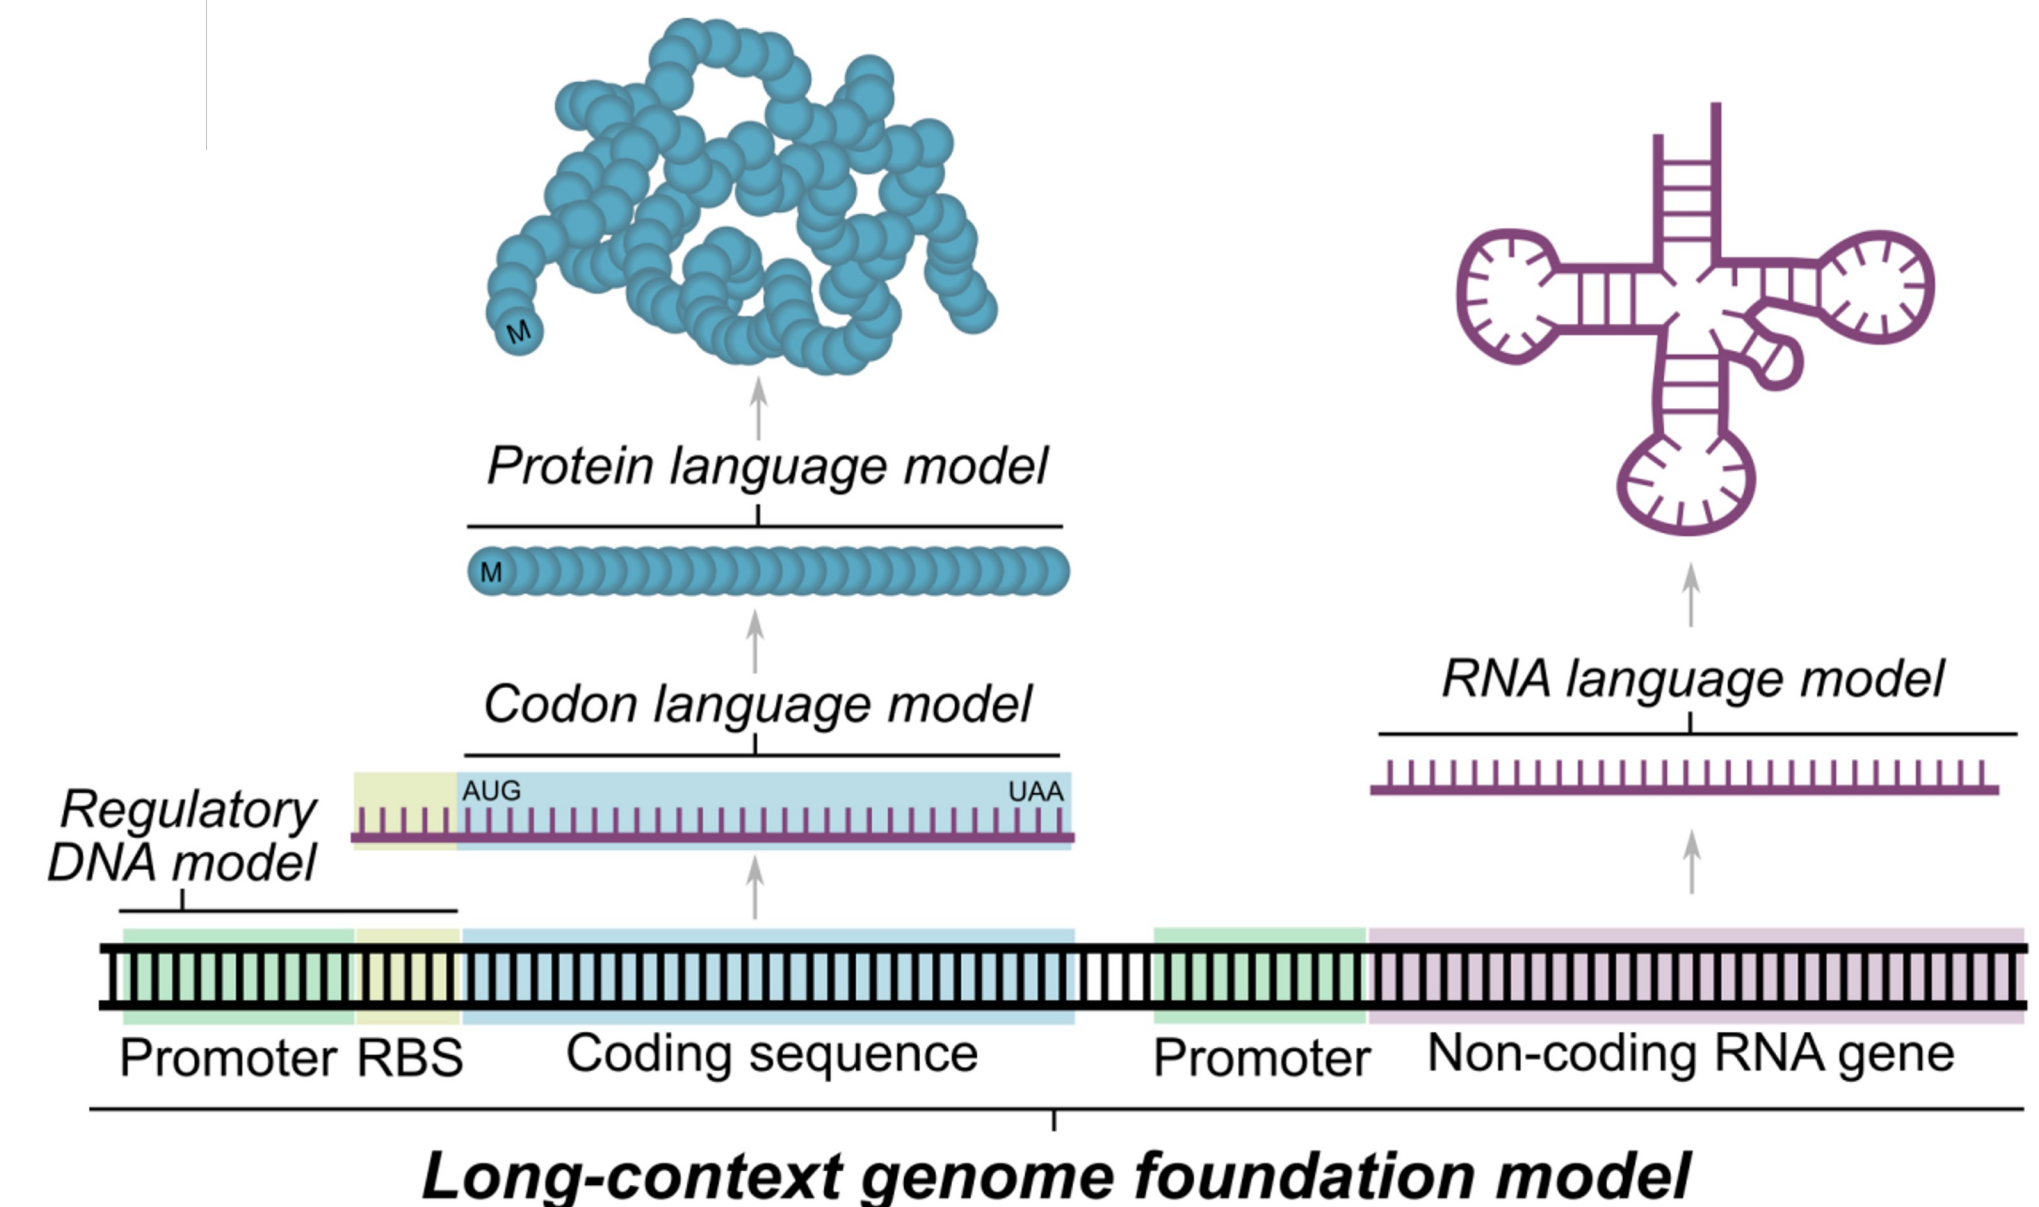 M
Protein language model
M
Codon language model
RNA language model
AUG UAA
Regulatory
DNA model
Promoter RBS Coding sequence Promoter Non-coding RNA gene
Long-context genome foundation model